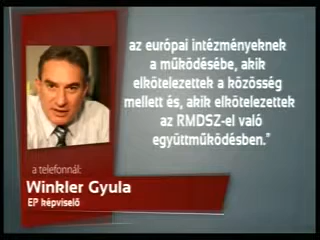 az európai intézményeknek
a működésébe, akik
elkötelezettek a közösség
mellett és, akik elkötelezettek
az RMDSZ-el való
együttműködésben."
a telefonnál:
Winkler Gyula
EP képviselő